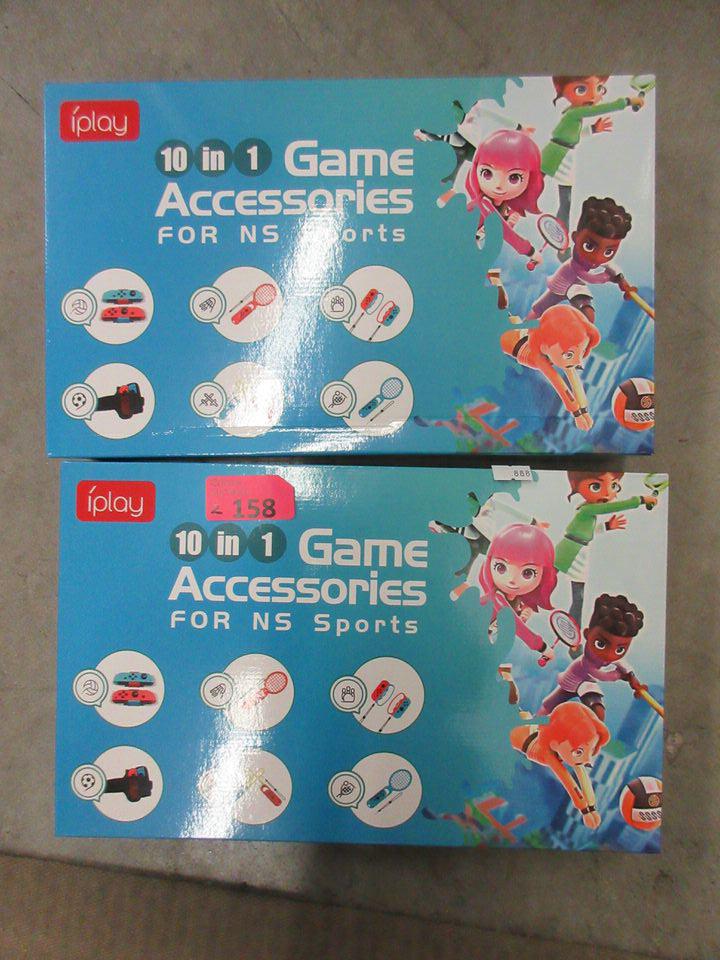 iplay
10 in 1 Game
Accessories
FOR NS Sports
888
iplay
158
10 in 1 Game
Accessories
FOR NS Sports